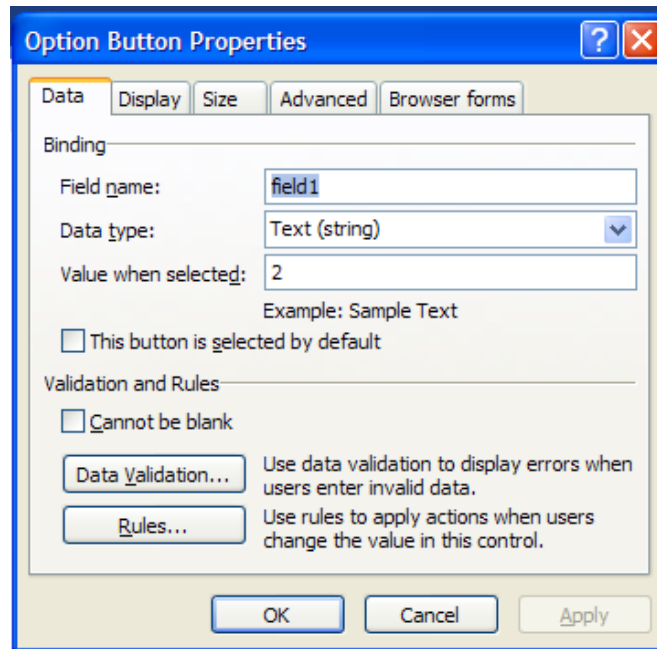 Option Button Properties
?
Data Display Size Advanced Browser forms
Binding
Field name: field1
Data type: Text (string)
Value when selected: 2
Example: Sample Text
This button is selected by default
Validation and Rules
Cannot be blank
Data Validation... Use data validation to display errors when
users enter invalid data.
Rules... Use rules to apply actions when users
change the value in this control.
OK Cancel Apply